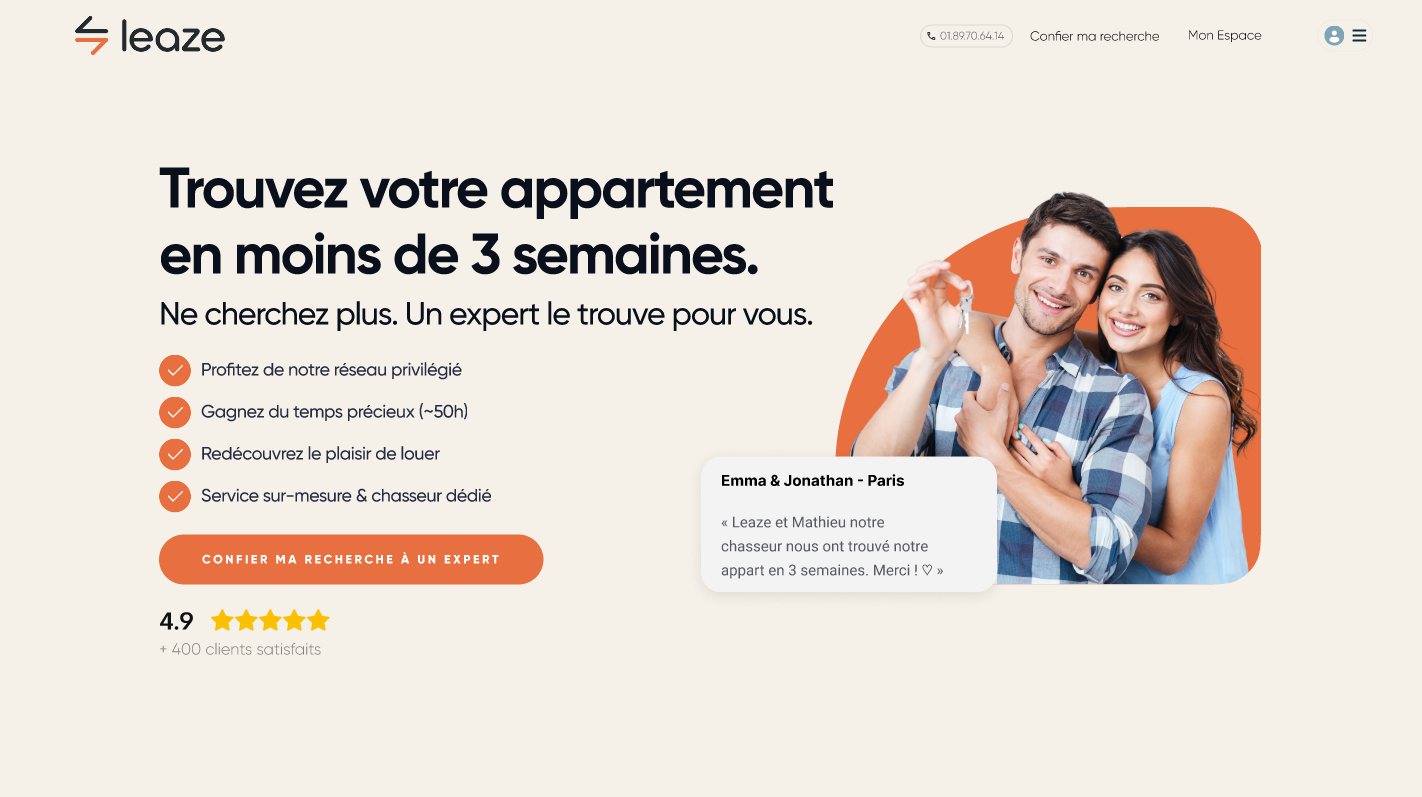 leaze
01.89.70.64.14
Confier ma recherche
Mon Espace
Trouvez votre appartement
en moins de 3 semaines.
Ne cherchez plus. Un expert le trouve pour vous.
Profitez de notre réseau privilégié
Gagnez du temps précieux (~50h)
Redécouvrez le plaisir de louer
Service sur-mesure & chasseur dédié
CONFIER MA RECHERCHE À UN EXPERT
4.9
+ 400 clients satisfaits
Emma & Jonathan - Paris
« Leaze et Mathieu notre
chasseur nous ont trouvé notre
appart en 3 semaines. Merci ! ♡ »